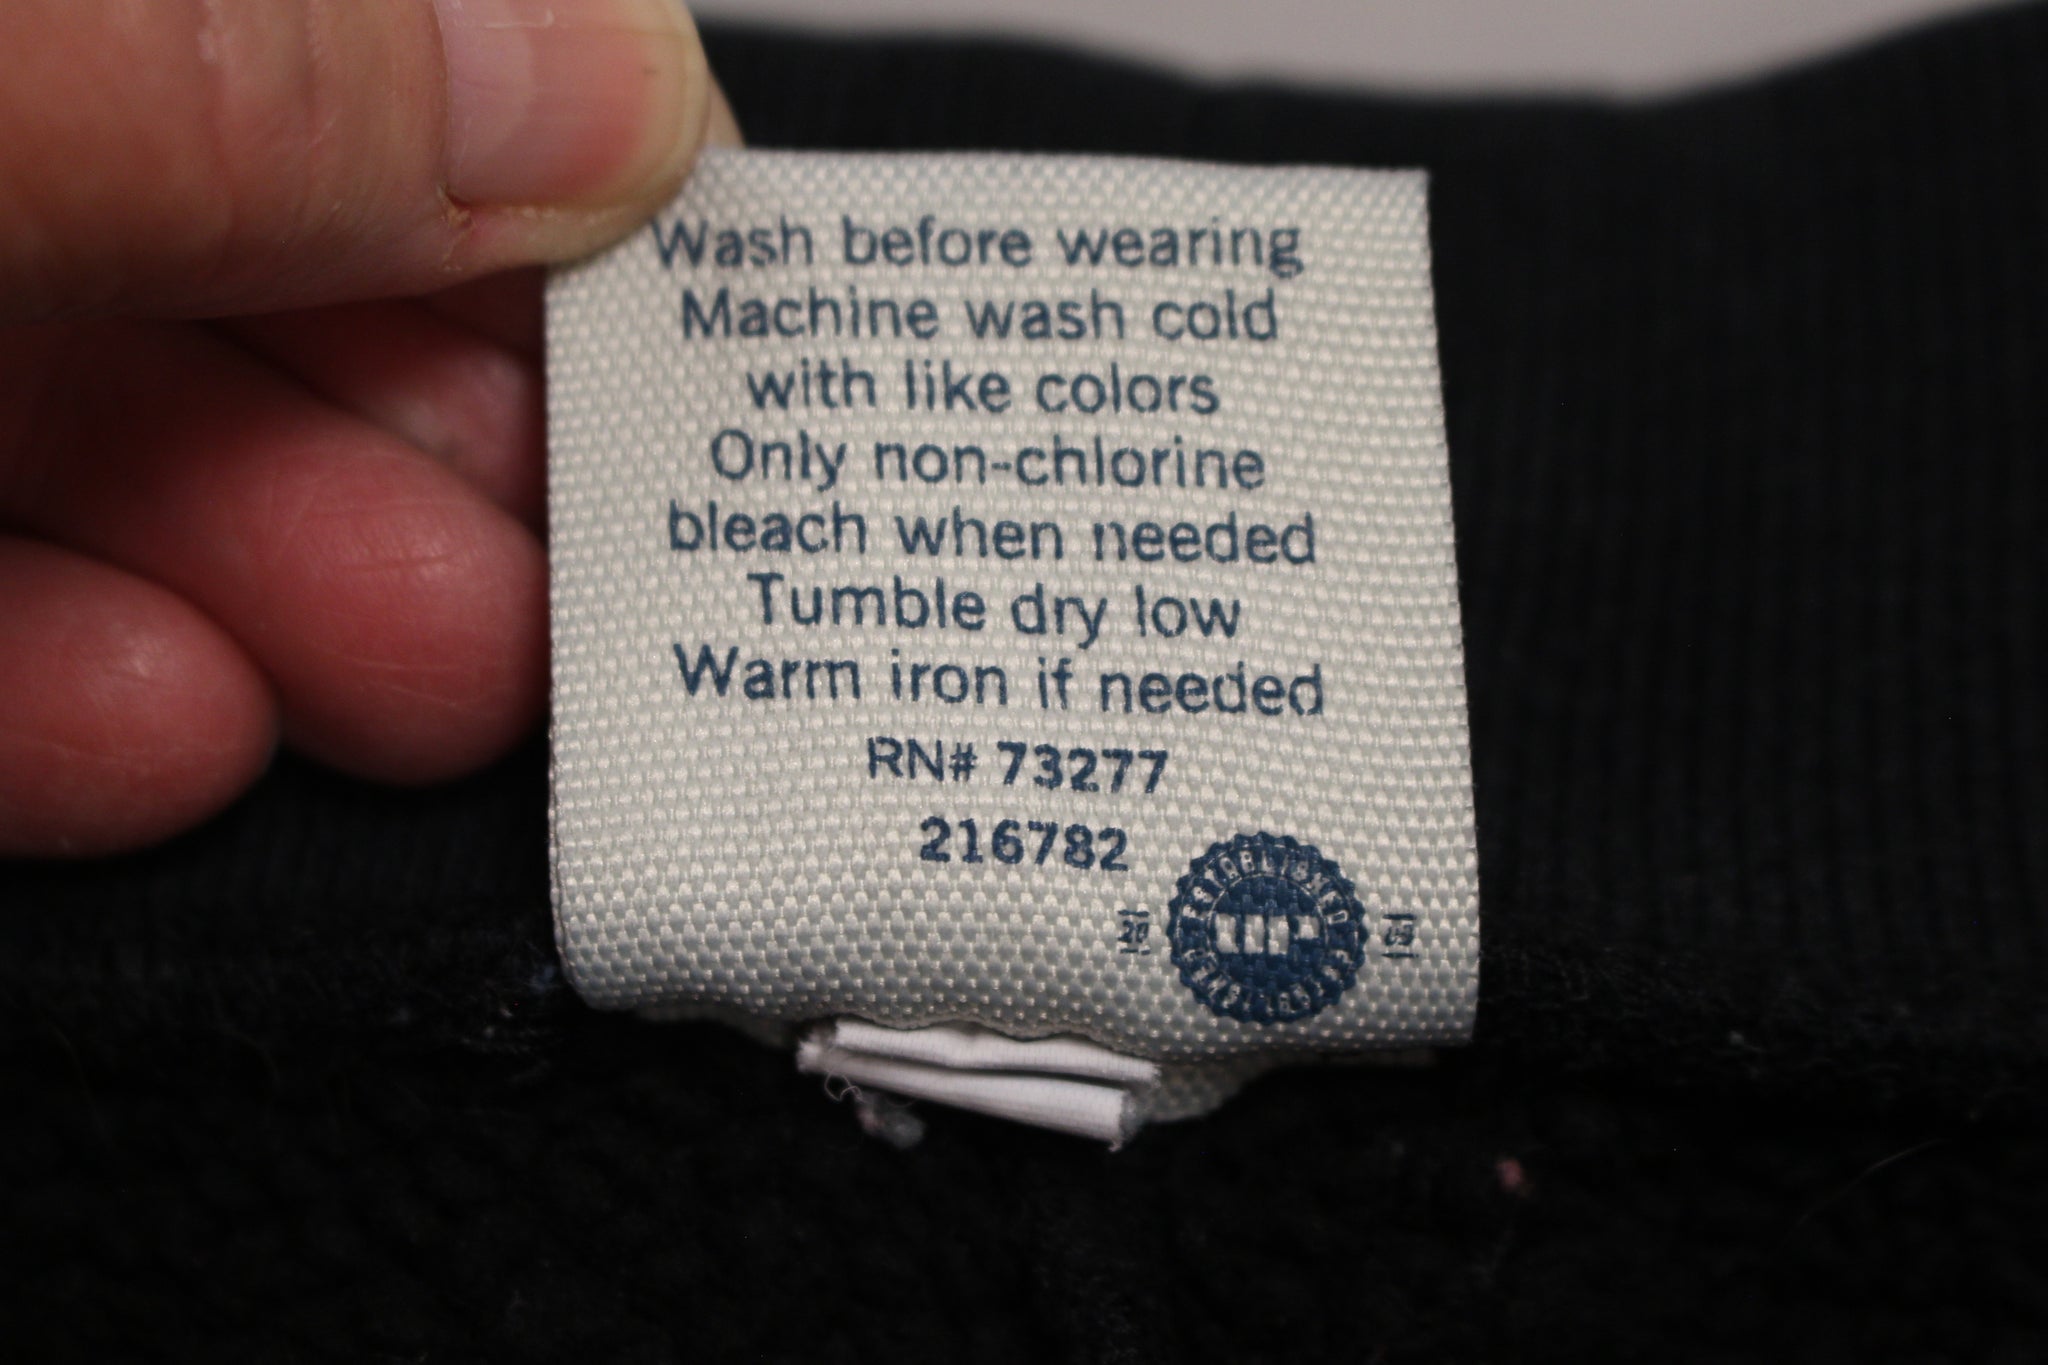 Wash before wearing
Machine wash cold
with like colors
Only non-chlorine
bleach when needed
Tumble dry low
Warm iron if needed
RN# 73277
216782
20